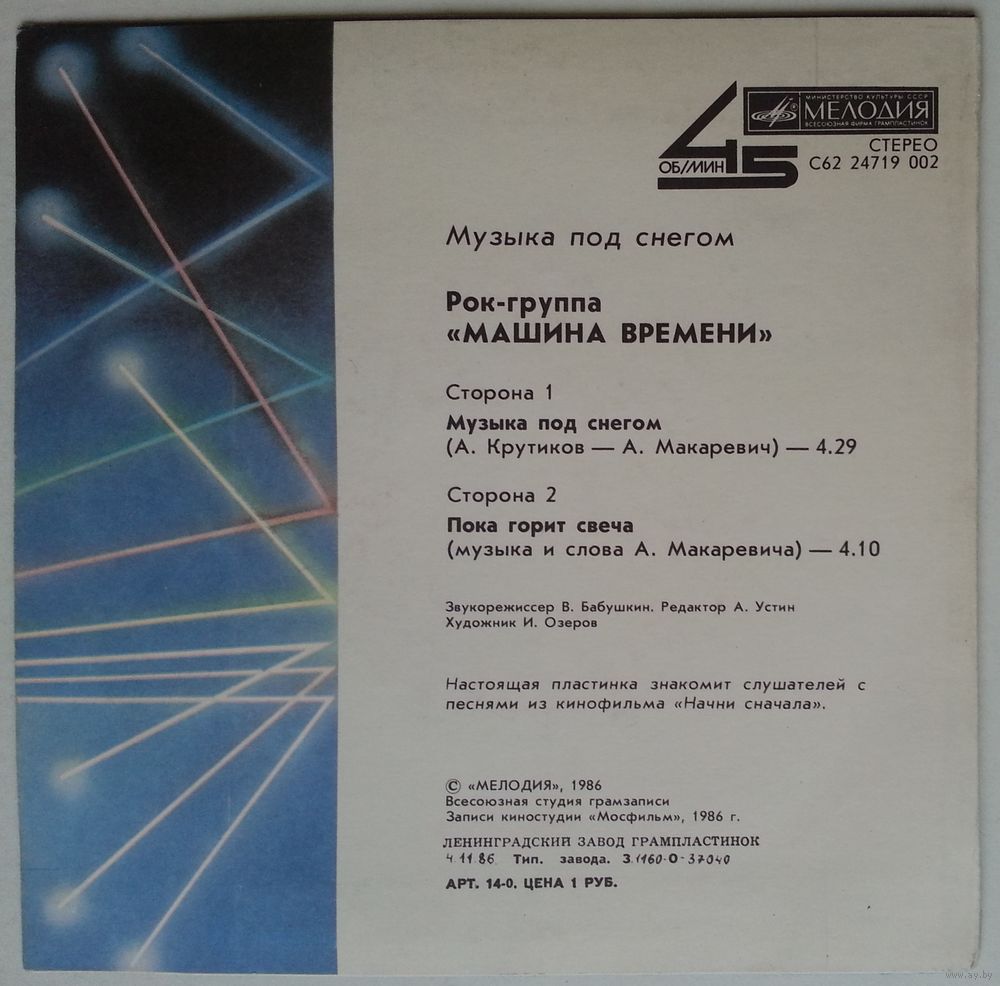 МИНИСТЕРСТВО КУЛЬТУРЫ СССР
МЕЛОДИЯ
ВСЕСОЮЗНАЯ ФИРМА ГРАМПЛАСТИНОК
45
ОБ/МИН
СТЕРЕО
С62 24719 002
Музыка под снегом
Рок-группа
«МАШИНА ВРЕМЕНИ»
Сторона 1
Музыка под снегом
(А. Крутиков — А. Макаревич) — 4.29
Сторона 2
Пока горит свеча
(музыка и слова А. Макаревича) — 4.10
Звукорежиссер В. Бабушкин. Редактор А. Устин
Художник И. Озеров
Настоящая пластинка знакомит слушателей с
песнями из кинофильма «Начни сначала».
© «МЕЛОДИЯ», 1986
Всесоюзная студия грамзаписи
Записи киностудии «Мосфильм», 1986 г.
ЛЕНИНГРАДСКИЙ ЗАВОД ГРАМПЛАСТИНОК
4.11.86. Тип. завода. З.1160-О-37040
АРТ. 14-0. ЦЕНА 1 РУБ.
www.ay.by